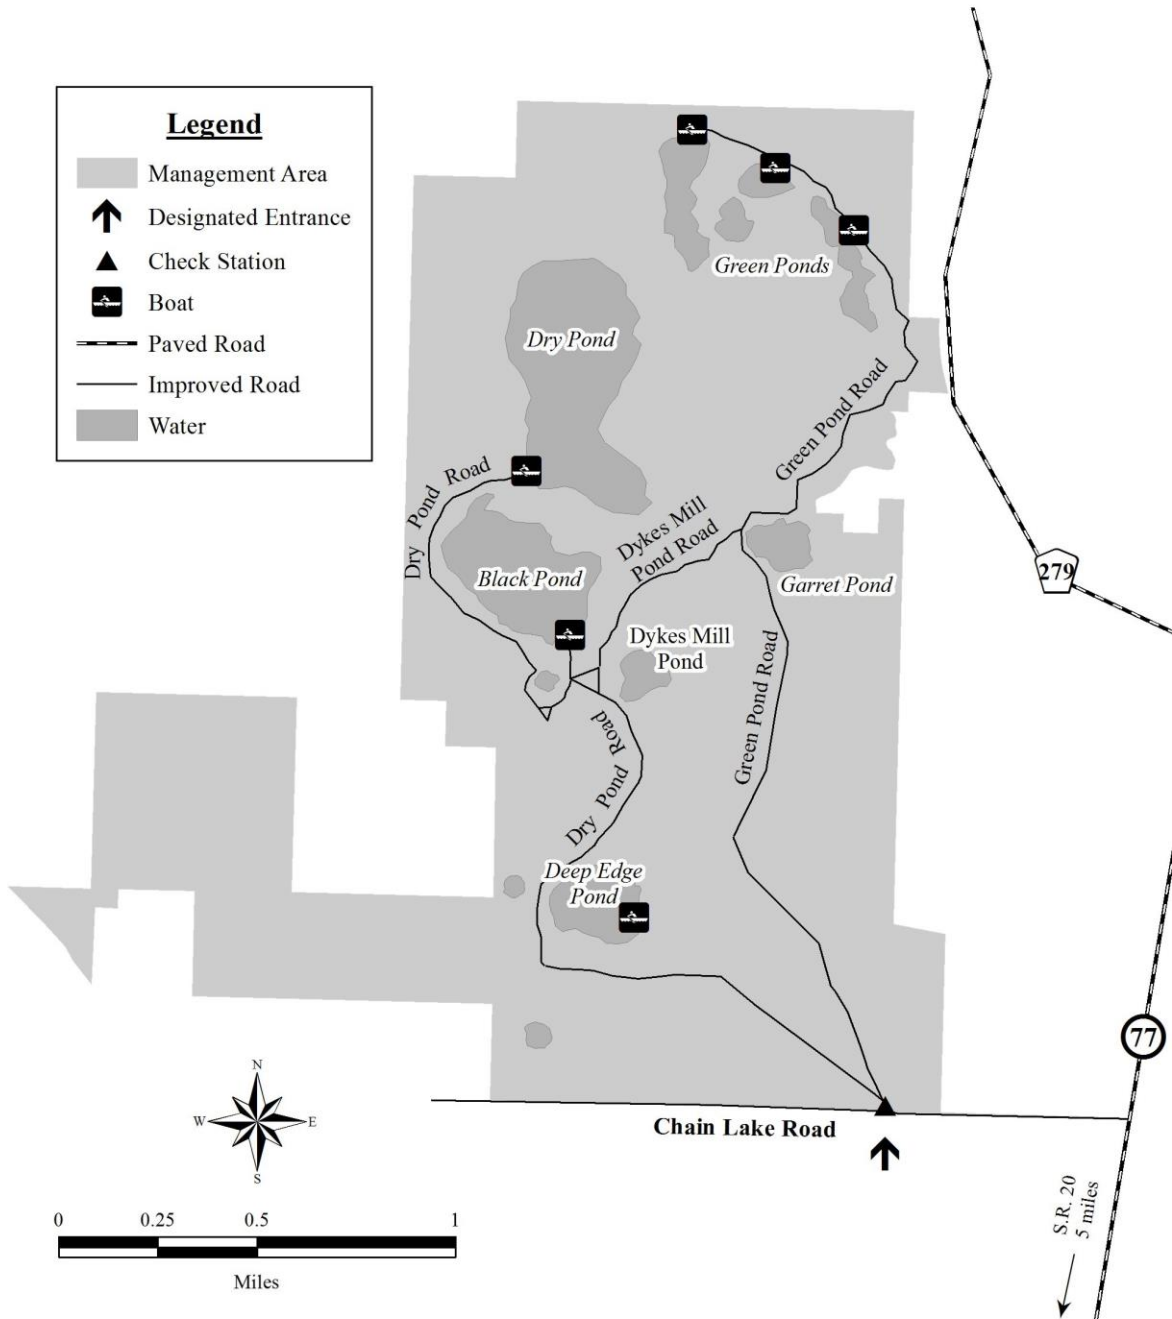 Legend
Management Area
Designated Entrance
Check Station
Boat
Paved Road
Improved Road
Water
Green Ponds
Dry Pond
Green Pond Road
Dry Pond Road
Dykes Mill
Pond Road
Black Pond
Garret Pond
279
Dykes Mill
Pond
Green Pond Road
Dry Pond Road
Deep Edge
Pond
77
N
W
E
S
Chain Lake Road
S.R. 20
5 miles
0 0.25 0.5 1
Miles